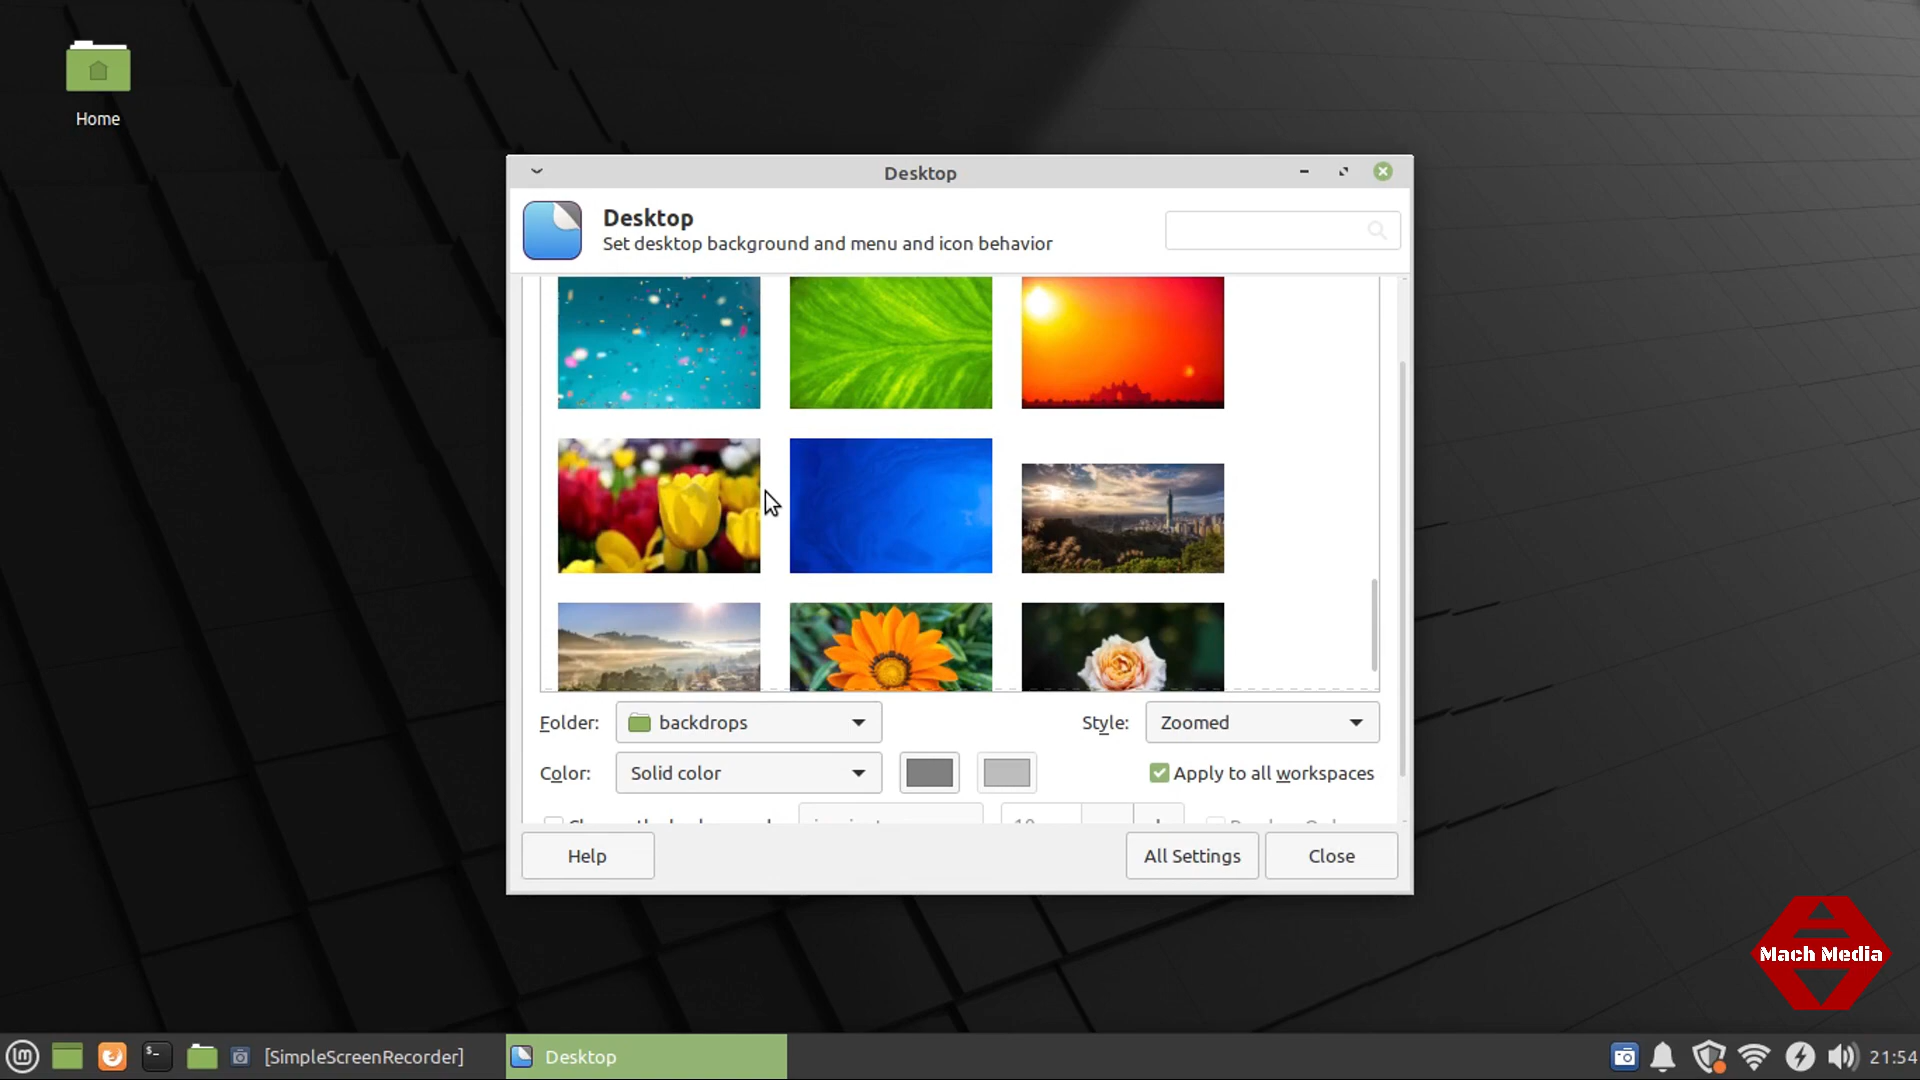 Home
Desktop
Desktop
Set desktop background and menu and icon behavior
Folder:
backdrops
Style:
Zoomed
Color:
Solid color
Apply to all workspaces
Help
All Settings
Close
Mach Media
[SimpleScreenRecorder]
Desktop
21:54